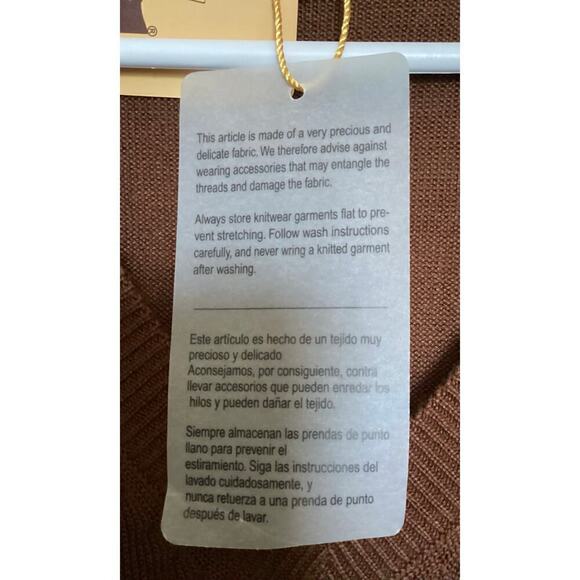 ®
This article is made of a very precious and
delicate fabric. We therefore advise against
wearing accessories that may entangle the
threads and damage the fabric.
Always store knitwear garments flat to pre-
vent stretching. Follow wash instructions
carefully, and never wring a knitted garment
after washing.
Este artículo es hecho de un tejido muy
precioso y delicado
Aconsejamos, por consiguiente, contra
llevar accesorios que pueden enredar los
hilos y pueden dañar el tejido.
Siempre almacenan las prendas de punto
llano para prevenir el
estiramiento. Siga las instrucciones del
lavado cuidadosamente, y
nunca retuerza a una prenda de punto
después de lavar.